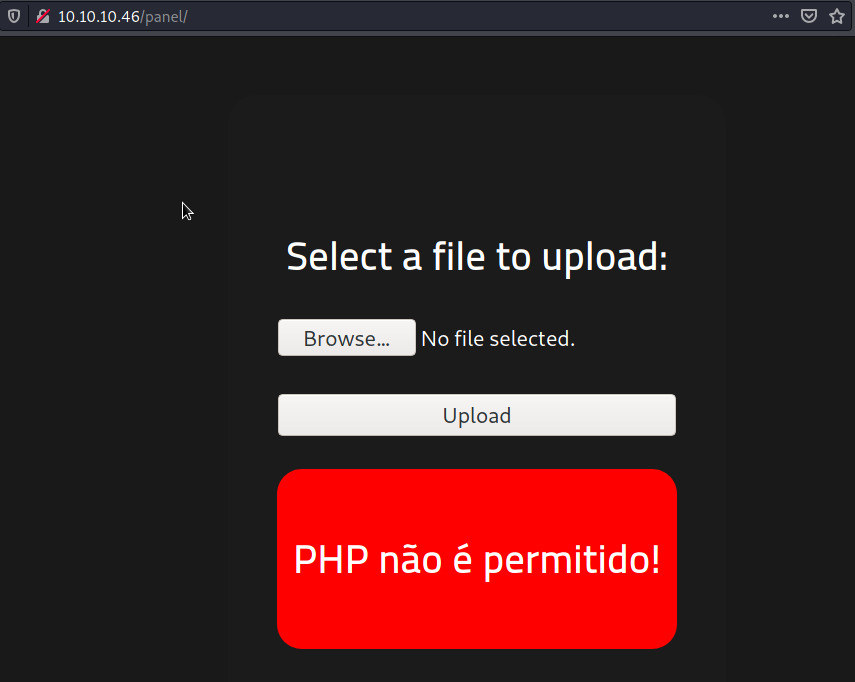 10.10.10.46/panel/
Select a file to upload:
Browse... No file selected.
Upload
PHP não é permitido!